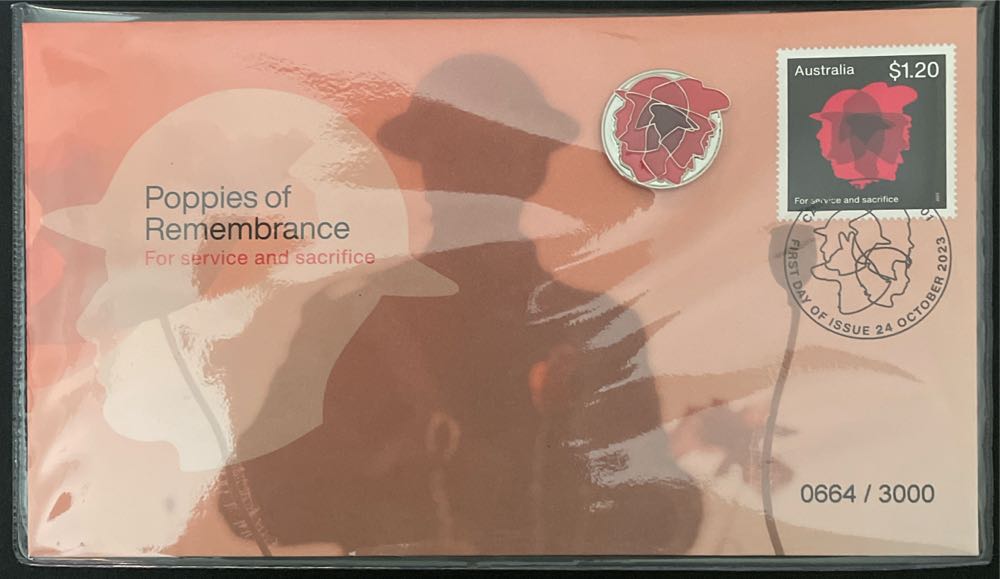 Australia $1.20
For service and sacrifice
Poppies of
Remembrance
For service and sacrifice
FIRST DAY OF ISSUE 24 OCTOBER 2023
0664 / 3000